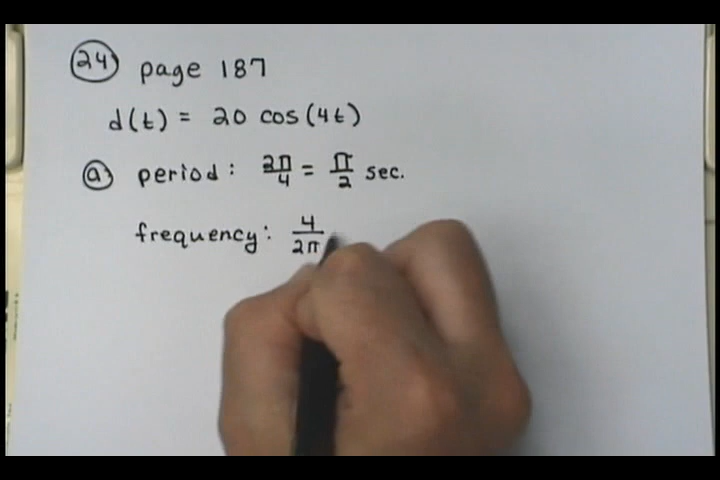 24 page 187
d(t) = 20 cos(4t)
a period: 2π/4 = π/2 sec.
frequency: 4/2π